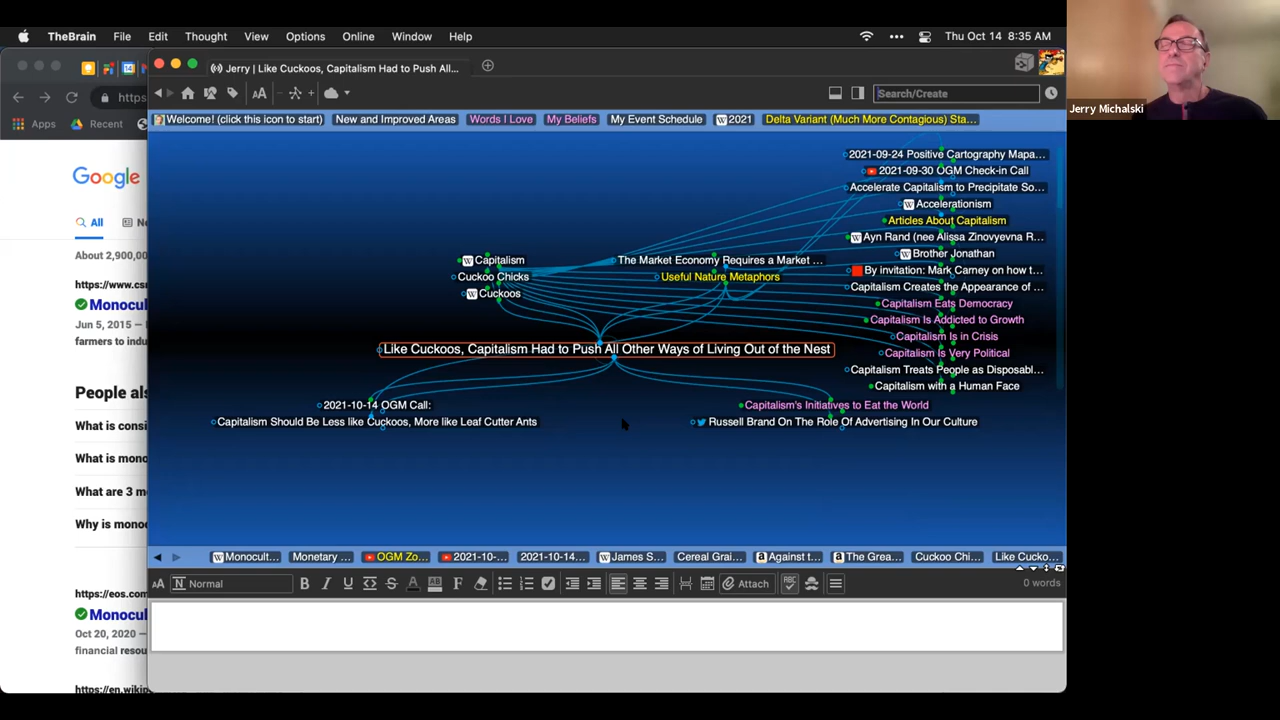 TheBrain File Edit View Thought Options Online Window Help Thu Oct 14 8:35 AM
Jerry | Like Cuckoos, Capitalism Had to Push All...
https
Search/Create
Apps
Recent
Welcome! (click this icon to start) New and Improved Areas Words I Love My Beliefs My Event Schedule 2021 Delta Variant (Much More Contagious) Sta...
Jerry Michalski
Google
All
About 2,900,00
https://www.csr
Monocul
Jun 5, 2015 —
farmers to indu
People als
What is consi
What is mono
What are 3 m
Why is monoc
https://eos.com
Monocul
Oct 20, 2020 —
financial resou
https://en.wikip
2021-09-24 Positive Cartography Mapa...
2021-09-30 OGM Check-in Call
Accelerate Capitalism to Precipitate So...
Accelerationism
Articles About Capitalism
Ayn Rand (nee Alissa Zinovyevna R...
Brother Jonathan
By invitation: Mark Carney on how t...
Capitalism Creates the Appearance of ...
Capitalism Eats Democracy
Capitalism Is Addicted to Growth
Capitalism Is in Crisis
Capitalism Is Very Political
Capitalism Treats People as Disposabl...
Capitalism with a Human Face
Capitalism
Cuckoo Chicks
Cuckoos
The Market Economy Requires a Market ...
Useful Nature Metaphors
Like Cuckoos, Capitalism Had to Push All Other Ways of Living Out of the Nest
2021-10-14 OGM Call:
Capitalism Should Be Less like Cuckoos, More like Leaf Cutter Ants
Capitalism's Initiatives to Eat the World
Russell Brand On The Role Of Advertising In Our Culture
Monocult... Monetary ... OGM Zo... 2021-10-... 2021-10-14... James S... Cereal Grai... Against t... The Grea... Cuckoo Chi... Like Cucko...
Normal B I U S A F Attach 0 words